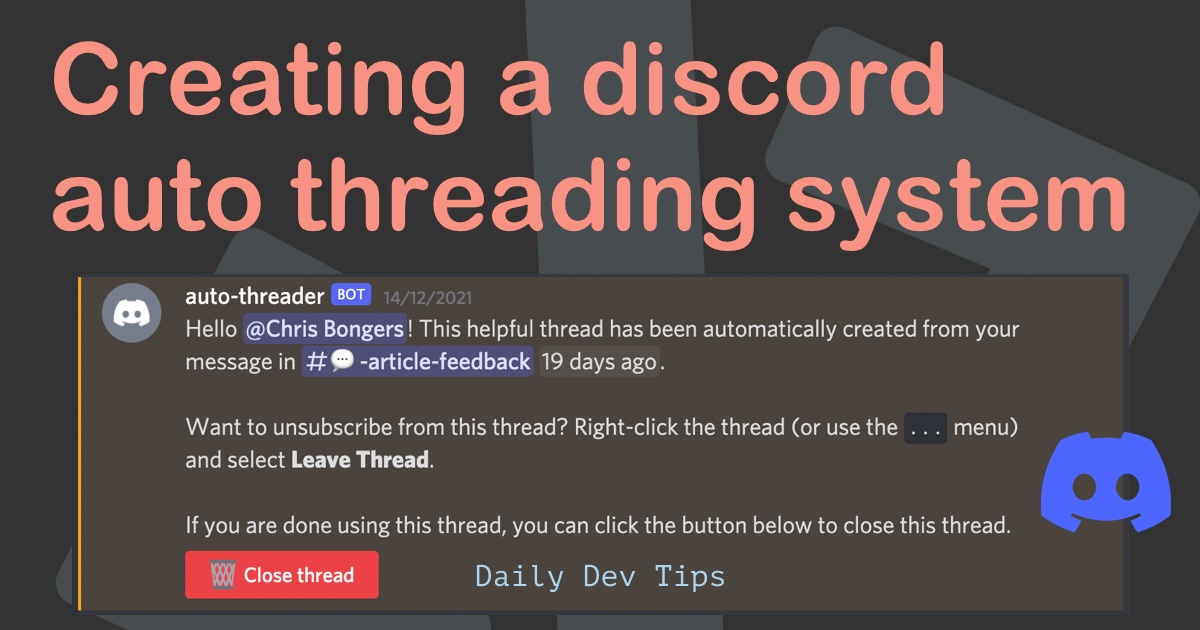 Creating a discord
auto threading system
auto-threader BOT 14/12/2021
Hello @Chris Bongers! This helpful thread has been automatically created from your
message in #💬-article-feedback 19 days ago.
Want to unsubscribe from this thread? Right-click the thread (or use the ... menu)
and select Leave Thread.
If you are done using this thread, you can click the button below to close this thread.
Close thread
Daily Dev Tips